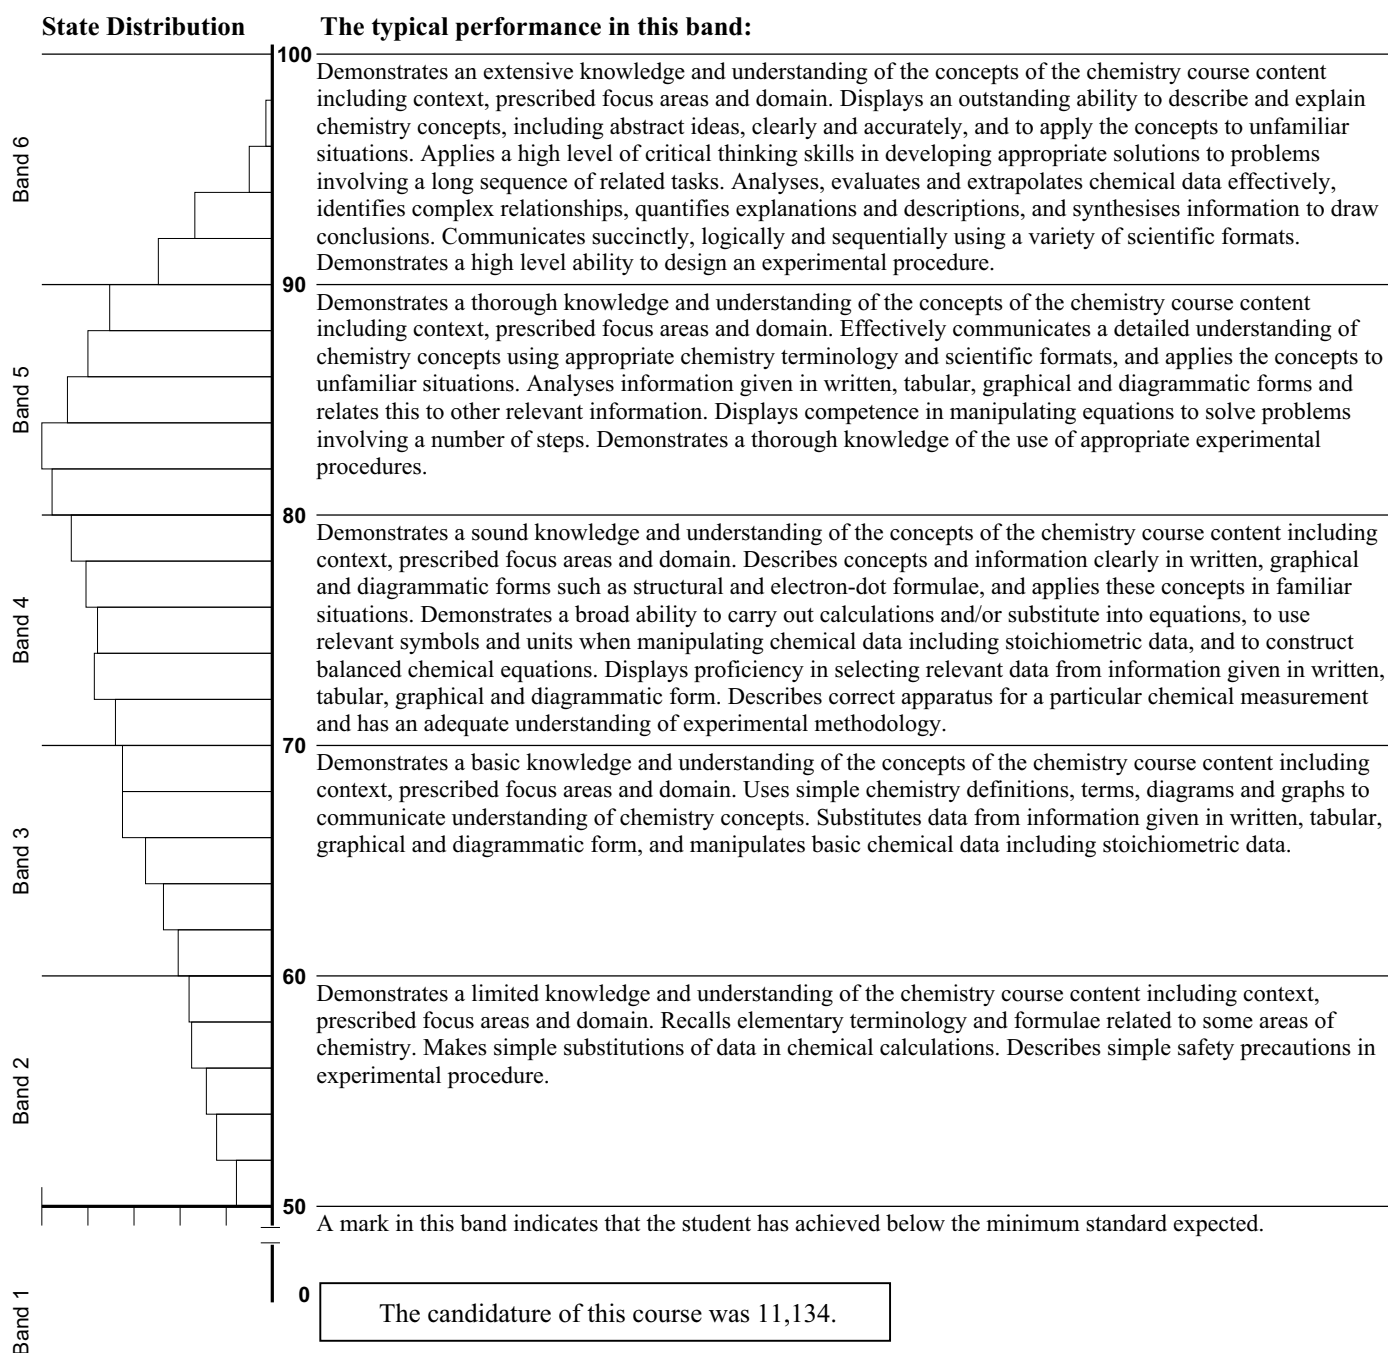 State Distribution
The typical performance in this band:
100
Band 6
Demonstrates an extensive knowledge and understanding of the concepts of the chemistry course content
including context, prescribed focus areas and domain. Displays an outstanding ability to describe and explain
chemistry concepts, including abstract ideas, clearly and accurately, and to apply the concepts to unfamiliar
situations. Applies a high level of critical thinking skills in developing appropriate solutions to problems
involving a long sequence of related tasks. Analyses, evaluates and extrapolates chemical data effectively,
identifies complex relationships, quantifies explanations and descriptions, and synthesises information to draw
conclusions. Communicates succinctly, logically and sequentially using a variety of scientific formats.
Demonstrates a high level ability to design an experimental procedure.
90
Band 5
Demonstrates a thorough knowledge and understanding of the concepts of the chemistry course content
including context, prescribed focus areas and domain. Effectively communicates a detailed understanding of
chemistry concepts using appropriate chemistry terminology and scientific formats, and applies the concepts to
unfamiliar situations. Analyses information given in written, tabular, graphical and diagrammatic forms and
relates this to other relevant information. Displays competence in manipulating equations to solve problems
involving a number of steps. Demonstrates a thorough knowledge of the use of appropriate experimental
procedures.
80
Band 4
Demonstrates a sound knowledge and understanding of the concepts of the chemistry course content including
context, prescribed focus areas and domain. Describes concepts and information clearly in written, graphical
and diagrammatic forms such as structural and electron-dot formulae, and applies these concepts in familiar
situations. Demonstrates a broad ability to carry out calculations and/or substitute into equations, to use
relevant symbols and units when manipulating chemical data including stoichiometric data, and to construct
balanced chemical equations. Displays proficiency in selecting relevant data from information given in written,
tabular, graphical and diagrammatic form. Describes correct apparatus for a particular chemical measurement
and has an adequate understanding of experimental methodology.
70
Band 3
Demonstrates a basic knowledge and understanding of the concepts of the chemistry course content including
context, prescribed focus areas and domain. Uses simple chemistry definitions, terms, diagrams and graphs to
communicate understanding of chemistry concepts. Substitutes data from information given in written, tabular,
graphical and diagrammatic form, and manipulates basic chemical data including stoichiometric data.
60
Band 2
Demonstrates a limited knowledge and understanding of the chemistry course content including context,
prescribed focus areas and domain. Recalls elementary terminology and formulae related to some areas of
chemistry. Makes simple substitutions of data in chemical calculations. Describes simple safety precautions in
experimental procedure.
50
A mark in this band indicates that the student has achieved below the minimum standard expected.
Band 1
0
The candidature of this course was 11,134.